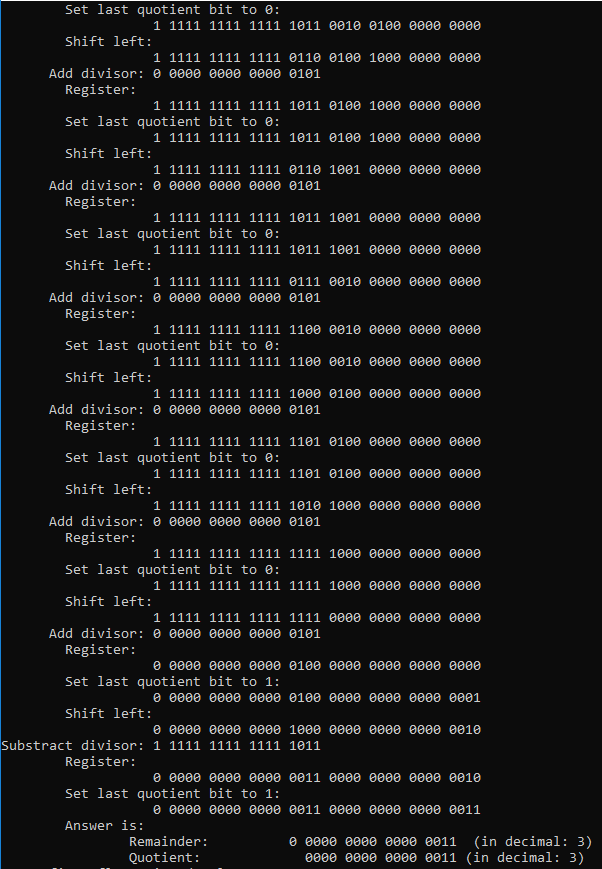 Set last quotient bit to 0:
1 1111 1111 1111 1011 0010 0100 0000 0000
Shift left:
1 1111 1111 1111 0110 0100 1000 0000 0000
Add divisor: 0 0000 0000 0000 0101
Register:
1 1111 1111 1111 1011 0100 1000 0000 0000
Set last quotient bit to 0:
1 1111 1111 1111 1011 0100 1000 0000 0000
Shift left:
1 1111 1111 1111 0110 1001 0000 0000 0000
Add divisor: 0 0000 0000 0000 0101
Register:
1 1111 1111 1111 1011 1001 0000 0000 0000
Set last quotient bit to 0:
1 1111 1111 1111 1011 1001 0000 0000 0000
Shift left:
1 1111 1111 1111 0111 0010 0000 0000 0000
Add divisor: 0 0000 0000 0000 0101
Register:
1 1111 1111 1111 1100 0010 0000 0000 0000
Set last quotient bit to 0:
1 1111 1111 1111 1100 0010 0000 0000 0000
Shift left:
1 1111 1111 1111 1000 0100 0000 0000 0000
Add divisor: 0 0000 0000 0000 0101
Register:
1 1111 1111 1111 1101 0100 0000 0000 0000
Set last quotient bit to 0:
1 1111 1111 1111 1101 0100 0000 0000 0000
Shift left:
1 1111 1111 1111 1010 1000 0000 0000 0000
Add divisor: 0 0000 0000 0000 0101
Register:
1 1111 1111 1111 1111 1000 0000 0000 0000
Set last quotient bit to 0:
1 1111 1111 1111 1111 1000 0000 0000 0000
Shift left:
1 1111 1111 1111 1111 0000 0000 0000 0000
Add divisor: 0 0000 0000 0000 0101
Register:
0 0000 0000 0000 0100 0000 0000 0000 0000
Set last quotient bit to 1:
0 0000 0000 0000 0100 0000 0000 0000 0001
Shift left:
0 0000 0000 0000 1000 0000 0000 0000 0010
Substract divisor: 1 1111 1111 1111 1011
Register:
0 0000 0000 0000 0011 0000 0000 0000 0010
Set last quotient bit to 1:
0 0000 0000 0000 0011 0000 0000 0000 0011
Answer is:
Remainder: 0 0000 0000 0000 0011 (in decimal: 3)
Quotient: 0000 0000 0000 0011 (in decimal: 3)